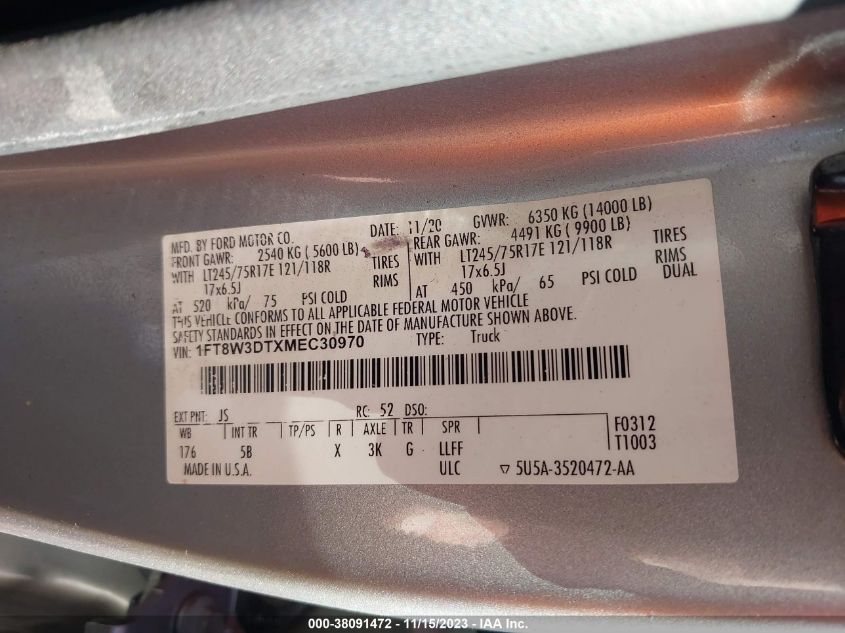 MFD. BY FORD MOTOR CO. DATE: 11/20 GVWR: 6350 KG (14000 LB)
FRONT GAWR: 2540 KG ( 5600 LB) REAR GAWR: 4491 KG ( 9900 LB)
WITH LT245/75R17E 121/118R TIRES WITH LT245/75R17E 121/118R TIRES
17x6.5J RIMS 17x6.5J RIMS
AT 520 kPa/ 75 PSI COLD AT 450 kPa/ 65 PSI COLD DUAL
THIS VEHICLE CONFORMS TO ALL APPLICABLE FEDERAL MOTOR VEHICLE
SAFETY STANDARDS IN EFFECT ON THE DATE OF MANUFACTURE SHOWN ABOVE.
VIN: 1FT8W3DTXMEC30970 TYPE: Truck
EXT PNT: JS RC: 52 DSO:
WB INT TR TP/PS R AXLE TR SPR F0312
176 5B X 3K G LLFF T1003
MADE IN U.S.A. ULC ▽ 5U5A-3520472-AA
000-38091472 - 11/15/2023 - IAA Inc.